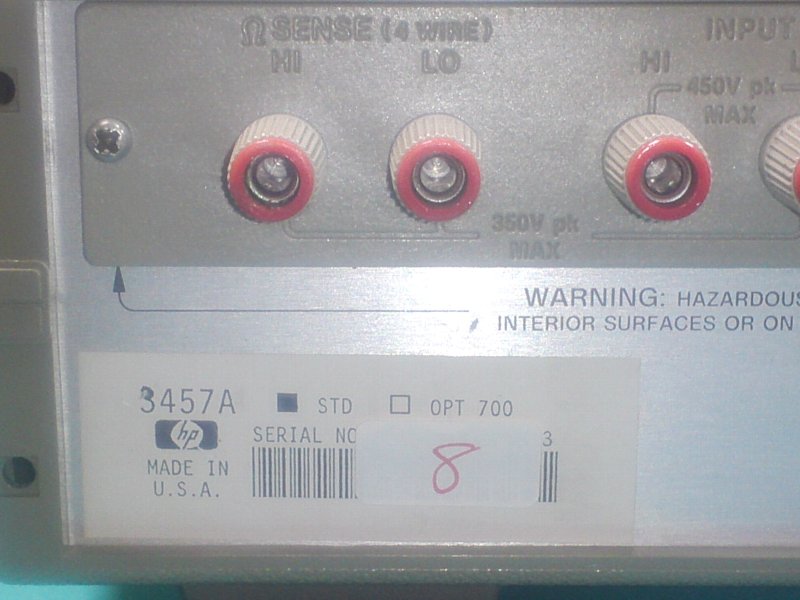 Ω SENSE (4 WIRE)
HI LO
INPUT
HI L
450V pk
MAX
350V pk
MAX
WARNING: HAZARDOUS
INTERIOR SURFACES OR ON
3457A ■ STD □ OPT 700
hp
SERIAL NO 3
8
MADE IN
U.S.A.